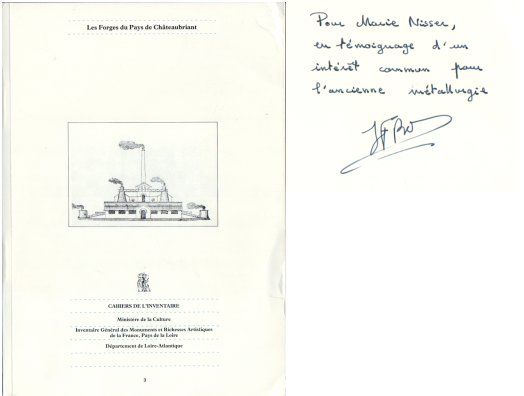 Les Forges du Pays de Châteaubriant
CAHIERS DE L'INVENTAIRE
Ministère de la Culture
Inventaire Général des Monuments et Richesses Artistiques
de la France, Pays de la Loire
Département de Loire-Atlantique
3
Pour Marie Nisser,
en témoignage d'un
intérêt commun pour
l'ancienne métallurgie